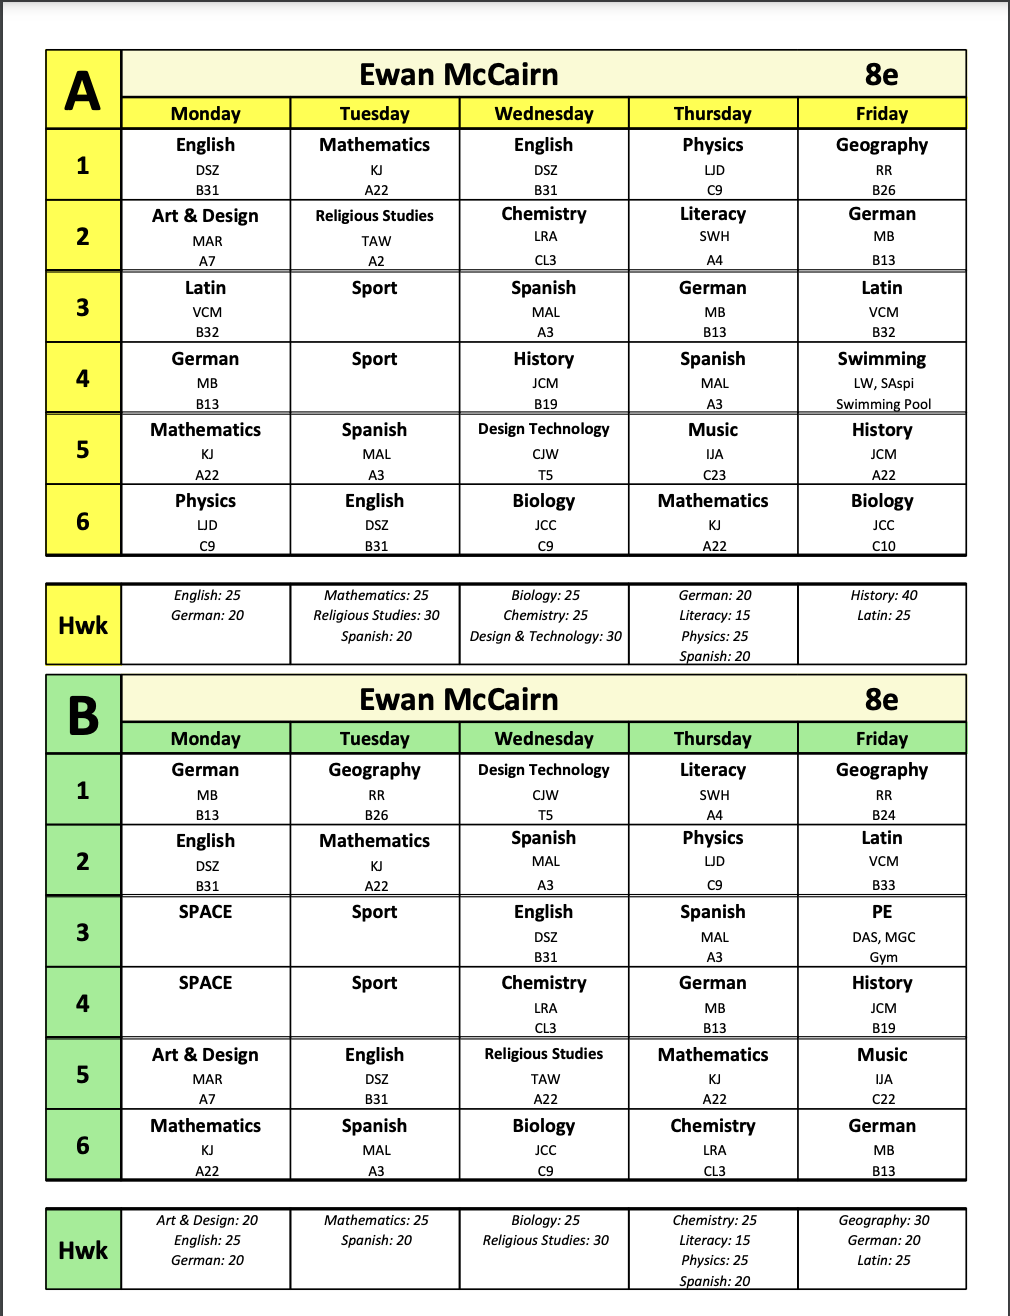 A
Ewan McCairn 8e
Monday Tuesday Wednesday Thursday Friday
1
English Mathematics English Physics Geography
DSZ KJ DSZ LJD RR
B31 A22 B31 C9 B26
2
Art & Design Religious Studies Chemistry Literacy German
MAR TAW LRA SWH MB
A7 A2 CL3 A4 B13
3
Latin Sport Spanish German Latin
VCM MAL MB VCM
B32 A3 B13 B32
4
German Sport History Spanish Swimming
MB JCM MAL LW, SAspi
B13 B19 A3 Swimming Pool
5
Mathematics Spanish Design Technology Music History
KJ MAL CJW IJA JCM
A22 A3 T5 C23 A22
6
Physics English Biology Mathematics Biology
LJD DSZ JCC KJ JCC
C9 B31 C9 A22 C10
Hwk
English: 25 Mathematics: 25 Biology: 25 German: 20 History: 40
German: 20 Religious Studies: 30 Chemistry: 25 Literacy: 15 Latin: 25
Spanish: 20 Design & Technology: 30 Physics: 25
Spanish: 20
B
Ewan McCairn 8e
Monday Tuesday Wednesday Thursday Friday
1
German Geography Design Technology Literacy Geography
MB RR CJW SWH RR
B13 B26 T5 A4 B24
2
English Mathematics Spanish Physics Latin
DSZ KJ MAL LJD VCM
B31 A22 A3 C9 B33
3
SPACE Sport English Spanish PE
DSZ MAL DAS, MGC
B31 A3 Gym
4
SPACE Sport Chemistry German History
LRA MB JCM
CL3 B13 B19
5
Art & Design English Religious Studies Mathematics Music
MAR DSZ TAW KJ IJA
A7 B31 A22 A22 C22
6
Mathematics Spanish Biology Chemistry German
KJ MAL JCC LRA MB
A22 A3 C9 CL3 B13
Hwk
Art & Design: 20 Mathematics: 25 Biology: 25 Chemistry: 25 Geography: 30
English: 25 Spanish: 20 Religious Studies: 30 Literacy: 15 German: 20
German: 20 Physics: 25 Latin: 25
Spanish: 20